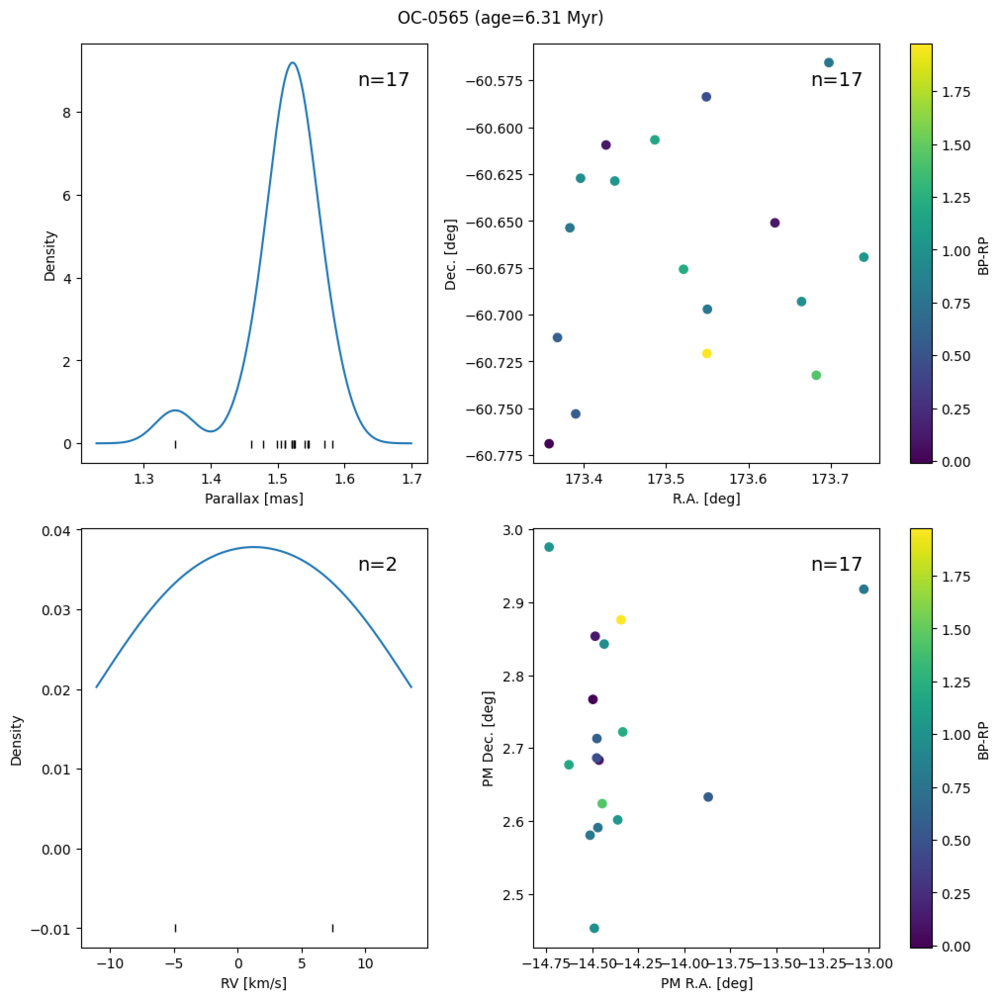 OC-0565 (age=6.31 Myr)
n=17
Density
8
6
4
2
0
1.3 1.4 1.5 1.6 1.7
Parallax [mas]
n=17
Dec. [deg]
−60.575
−60.600
−60.625
−60.650
−60.675
−60.700
−60.725
−60.750
−60.775
173.4 173.5 173.6 173.7
R.A. [deg]
1.75
1.50
1.25
1.00
0.75
0.50
0.25
0.00
BP-RP
n=2
Density
0.04
0.03
0.02
0.01
0.00
−0.01
−10 −5 0 5 10
RV [km/s]
n=17
PM Dec. [deg]
3.0
2.9
2.8
2.7
2.6
2.5
−14.75 −14.50 −14.25 −14.00 −13.75 −13.50 −13.25 −13.00
PM R.A. [deg]
1.75
1.50
1.25
1.00
0.75
0.50
0.25
0.00
BP-RP